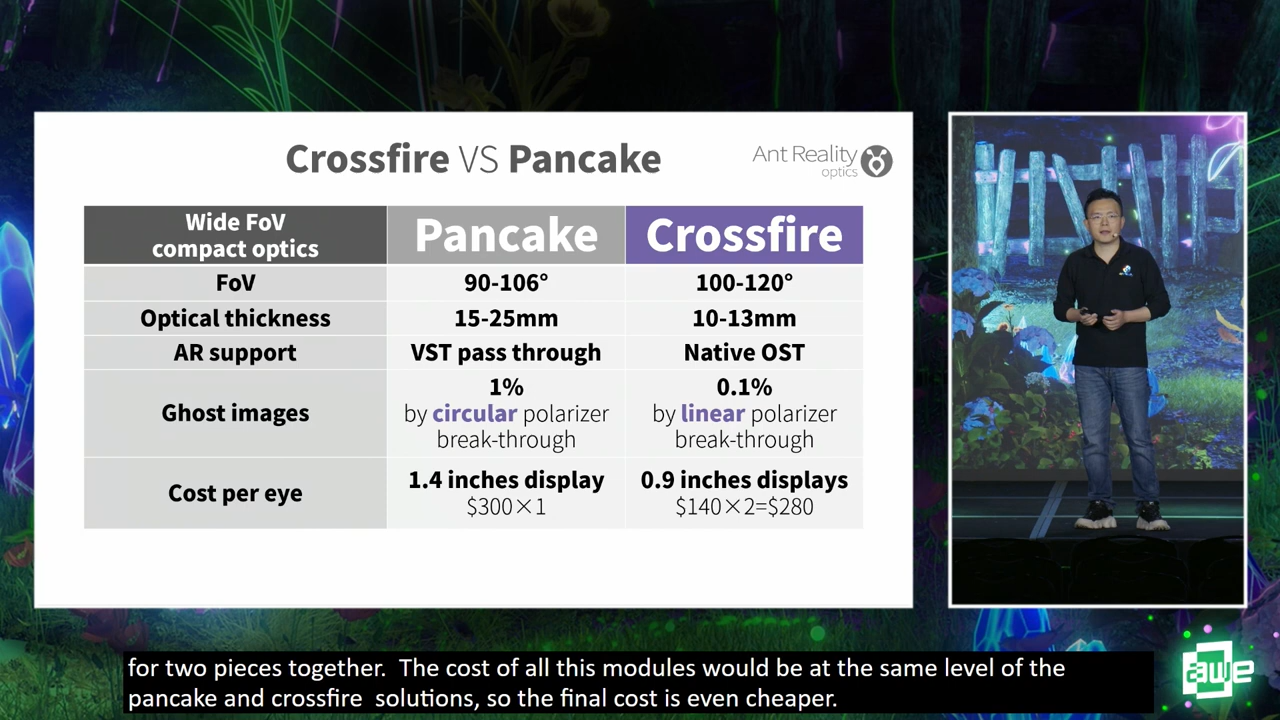 Crossfire VS Pancake
Ant Reality
optics
Wide FoV
compact optics
Pancake
Crossfire
FoV
90-106°
100-120°
Optical thickness
15-25mm
10-13mm
AR support
VST pass through
Native OST
Ghost images
1%
by circular polarizer
break-through
0.1%
by linear polarizer
break-through
Cost per eye
1.4 inches display
$300×1
0.9 inches displays
$140×2=$280
for two pieces together.  The cost of all this modules would be at the same level of the
pancake and crossfire  solutions, so the final cost is even cheaper.
awe